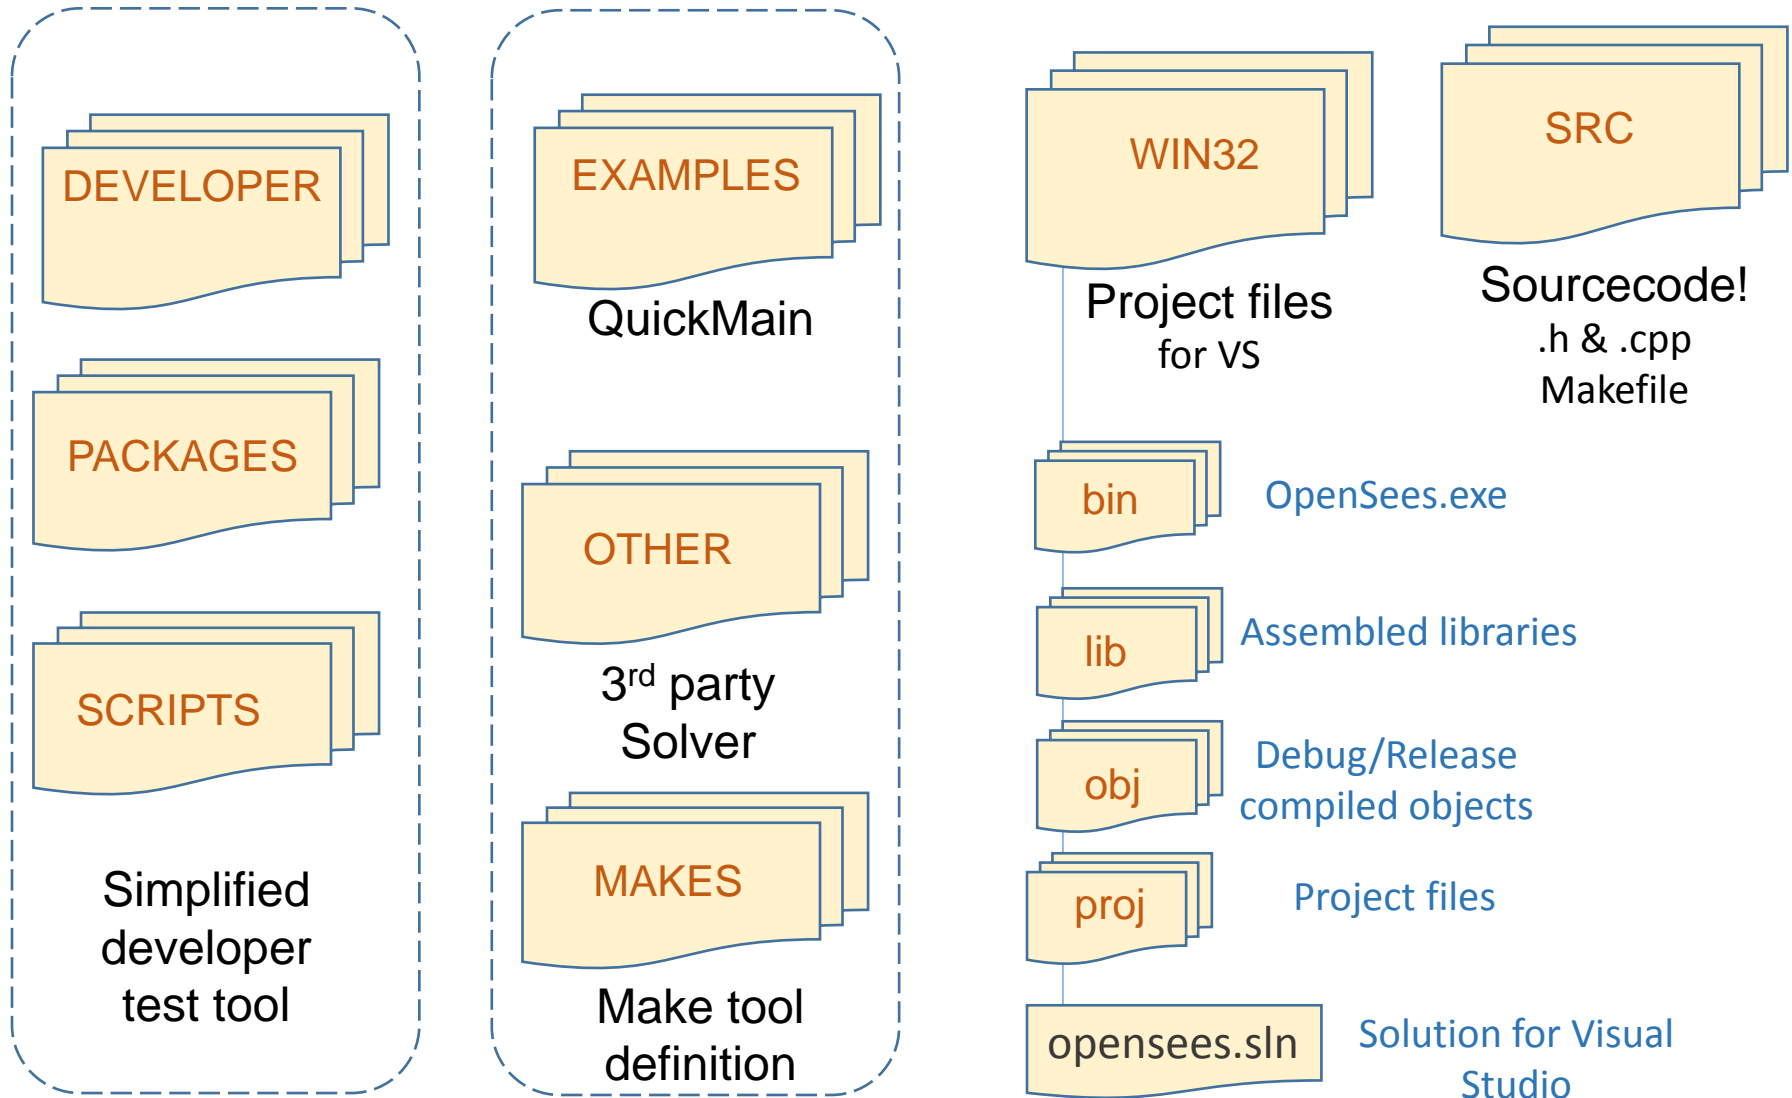 DEVELOPER
PACKAGES
SCRIPTS
Simplified
developer
test tool
EXAMPLES
QuickMain
OTHER
3rd party
Solver
MAKES
Make tool
definition
WIN32
Project files
for VS
bin
OpenSees.exe
lib
Assembled libraries
obj
Debug/Release
compiled objects
proj
Project files
opensees.sln
Solution for Visual
Studio
SRC
Sourcecode!
.h & .cpp
Makefile